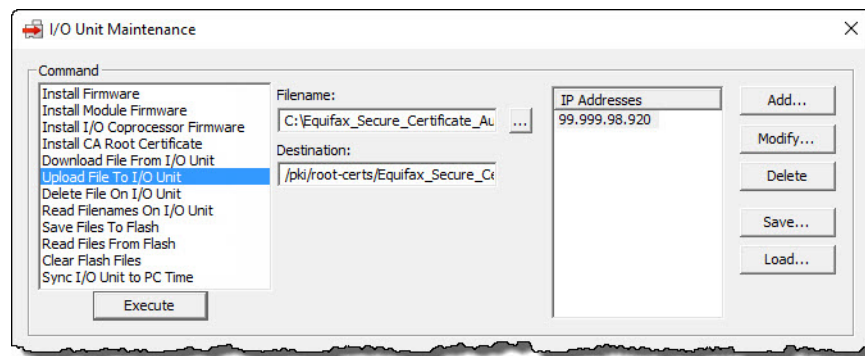 I/O Unit Maintenance
Command
Install Firmware
Install Module Firmware
Install I/O Coprocessor Firmware
Install CA Root Certificate
Download File From I/O Unit
Upload File To I/O Unit
Delete File On I/O Unit
Read Filenames On I/O Unit
Save Files To Flash
Read Files From Flash
Clear Flash Files
Sync I/O Unit to PC Time
Execute
Filename:
C:\Equifax_Secure_Certificate_Au
...
Destination:
/pki/root-certs/Equifax_Secure_Ce
IP Addresses
99.999.98.920
Add...
Modify...
Delete
Save...
Load...